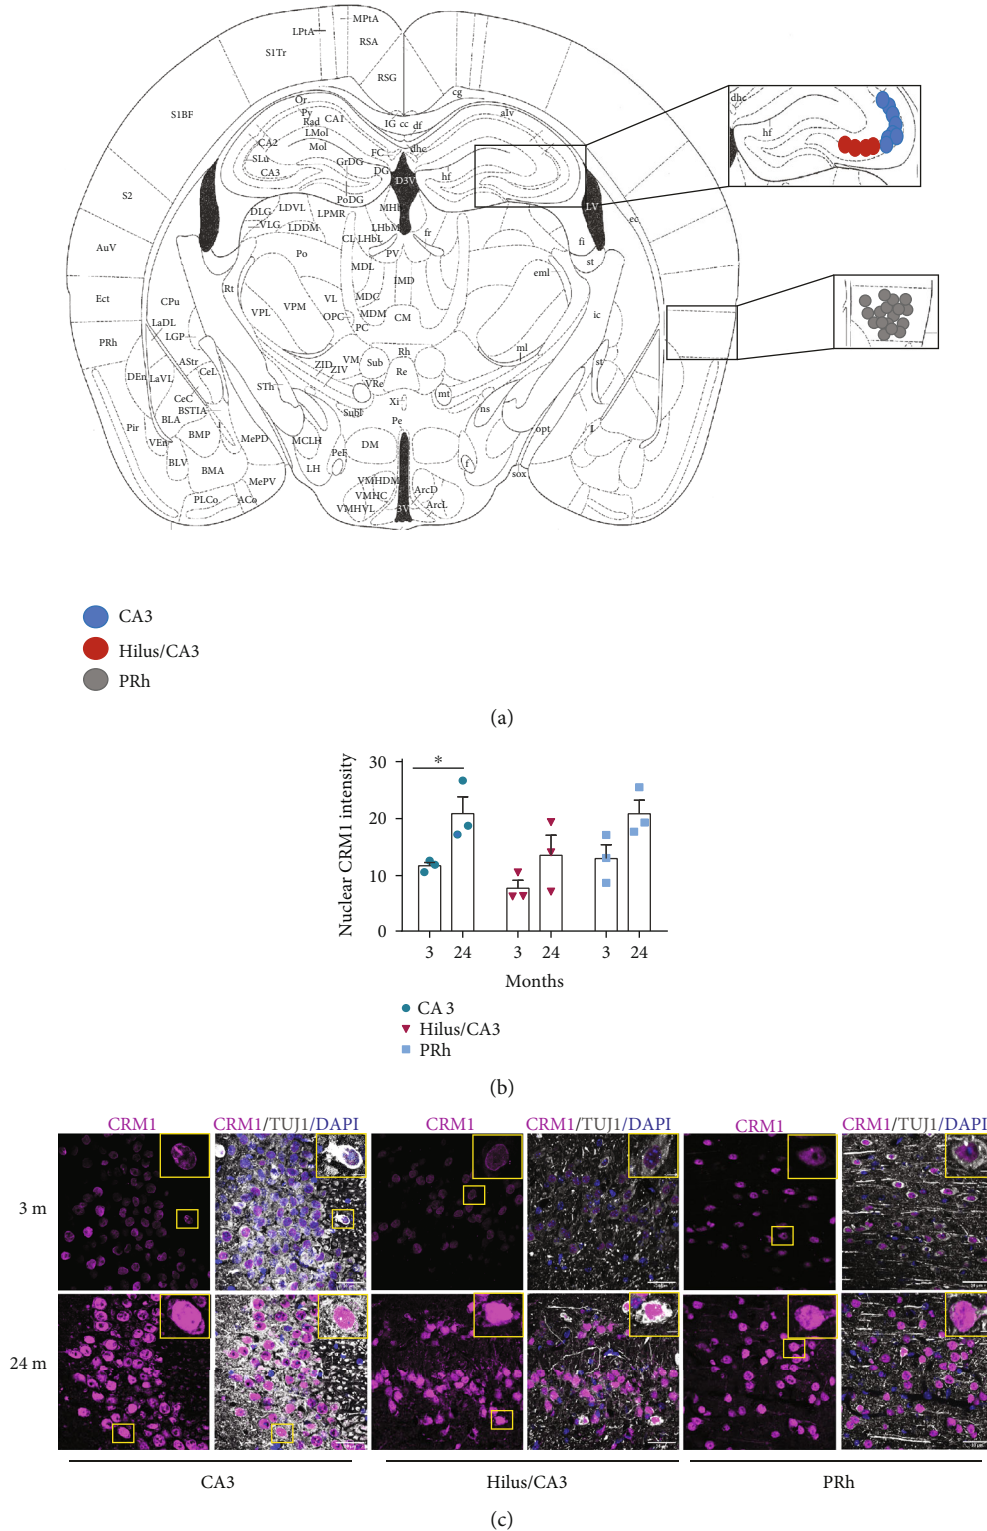 MPtA
LPtA
RSA
S1Tr
RSG
cg
Or
S1BF
Py
CA1
Rad
IG cc df
alv
LMol
CA2
Mol
FC
dhc
SLu
GrDG
CA3
DG
D3V
hf
S2
PoDG
MHb
LV
DLG
LDVL
LPMR
ec
VLG
LDDM
LHbM
fr
CL
LHbL
fi
AuV
Po
PV
st
MDL
IMD
eml
Rt
Ect
CPu
VPM
VL
MDC
VPL
OPC
MDM
CM
ic
LaDL
PC
LGP
PRh
Rh
ml
AStr
ZID
VM
Sub
Re
st
DEn
LaVL
CeL
ZIV
STh
VRe
mt
CeC
Xi
BSTIA
SubI
ns
BLA
Pe
Pir
I
I
BMP
MePD
opt
VEn
MCLH
DM
PeF
BLV
LH
f
BMA
sox
MePV
VMHDM
ArcD
PLCo
ACo
VMHC
VMHVL
3V
ArcL
dhc
hf
CA3
Hilus/CA3
PRh
(a)
Nuclear CRM1 intensity
30
20
10
0
*
3 24 3 24 3 24
Months
CA3
Hilus/CA3
PRh
(b)
CRM1 CRM1/TUJ1/DAPI CRM1 CRM1/TUJ1/DAPI CRM1 CRM1/TUJ1/DAPI
3 m
24 m
CA3 Hilus/CA3 PRh
(c)